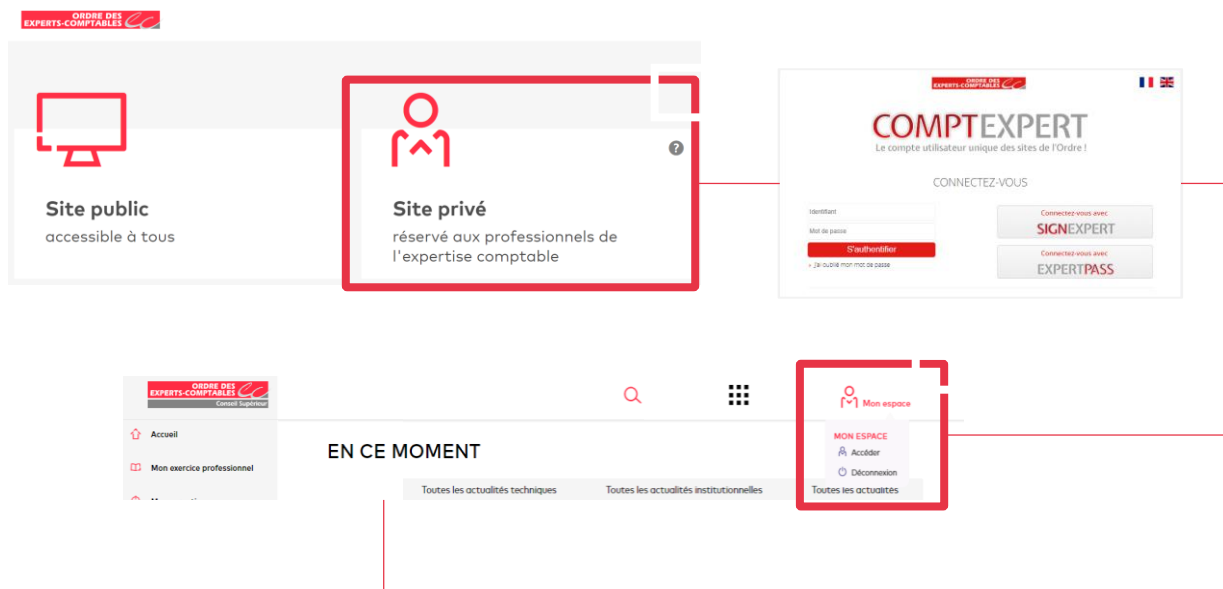 ORDRE DES
EXPERTS-COMPTABLES
Site public
accessible à tous
?
Site privé
réservé aux professionnels de
l'expertise comptable
ORDRE DES
EXPERTS-COMPTABLES
COMPTEXPERT
Le compte utilisateur unique des sites de l'Ordre !
CONNECTEZ-VOUS
Identifiant
Mot de passe
S'authentifier
» J'ai oublié mon mot de passe
Connectez-vous avec
SIGNEXPERT
Connectez-vous avec
EXPERTPASS
ORDRE DES
EXPERTS-COMPTABLES
Conseil Supérieur
Accueil
Mon exercice professionnel
Mon espace
MON ESPACE
Accéder
Déconnexion
EN CE MOMENT
Toutes les actualités techniques
Toutes les actualités institutionnelles
Toutes les actualités